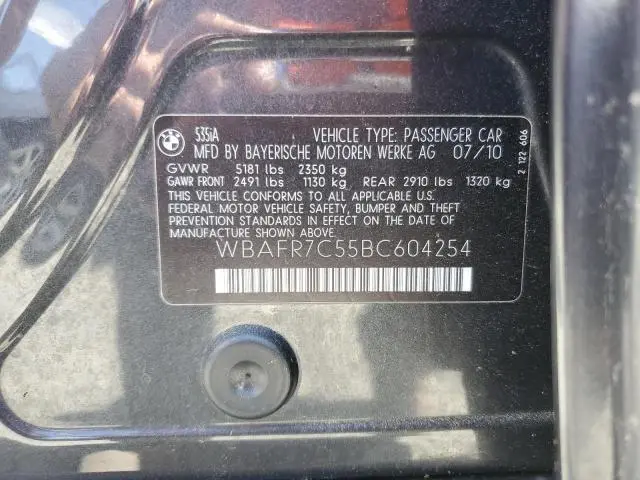 BMW 535iA VEHICLE TYPE: PASSENGER CAR
MFD BY BAYERISCHE MOTOREN WERKE AG 07/10
GVWR 5181 lbs 2350 kg
GAWR FRONT 2491 lbs 1130 kg REAR 2910 lbs 1320 kg
THIS VEHICLE CONFORMS TO ALL APPLICABLE U.S.
FEDERAL MOTOR VEHICLE SAFETY, BUMPER AND THEFT
PREVENTION STANDARDS IN EFFECT ON THE DATE OF
MANUFACTURE SHOWN ABOVE.
WBAFR7C55BC604254
2 122 606